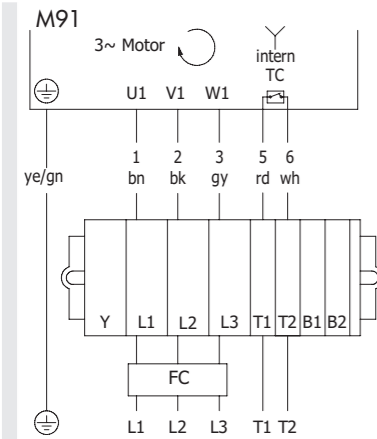 M91
3~ Motor
intern
TC
U1 V1 W1
1 2 3 5 6
ye/gn bn bk gy rd wh
Y L1 L2 L3 T1 T2 B1 B2
FC
L1 L2 L3 T1 T2